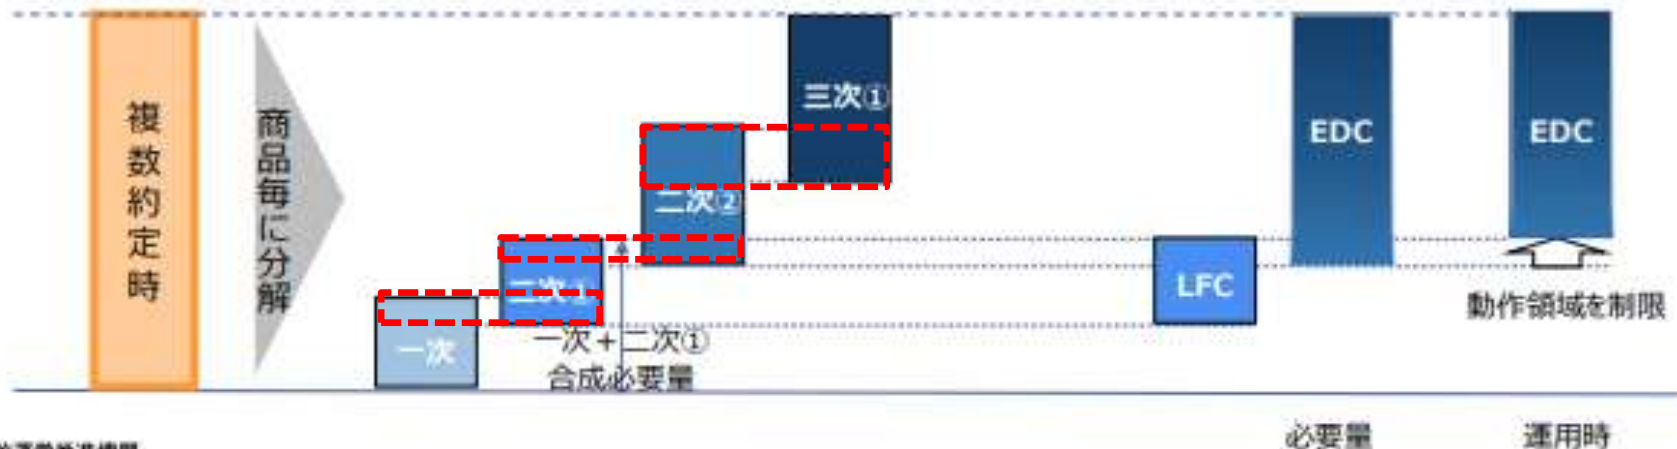 複数約定時
商品毎に分解
三次①
二次②
二次①
一次
一次+二次①
合成必要量
LFC
EDC
EDC
動作領域を制限
必要量
運用時